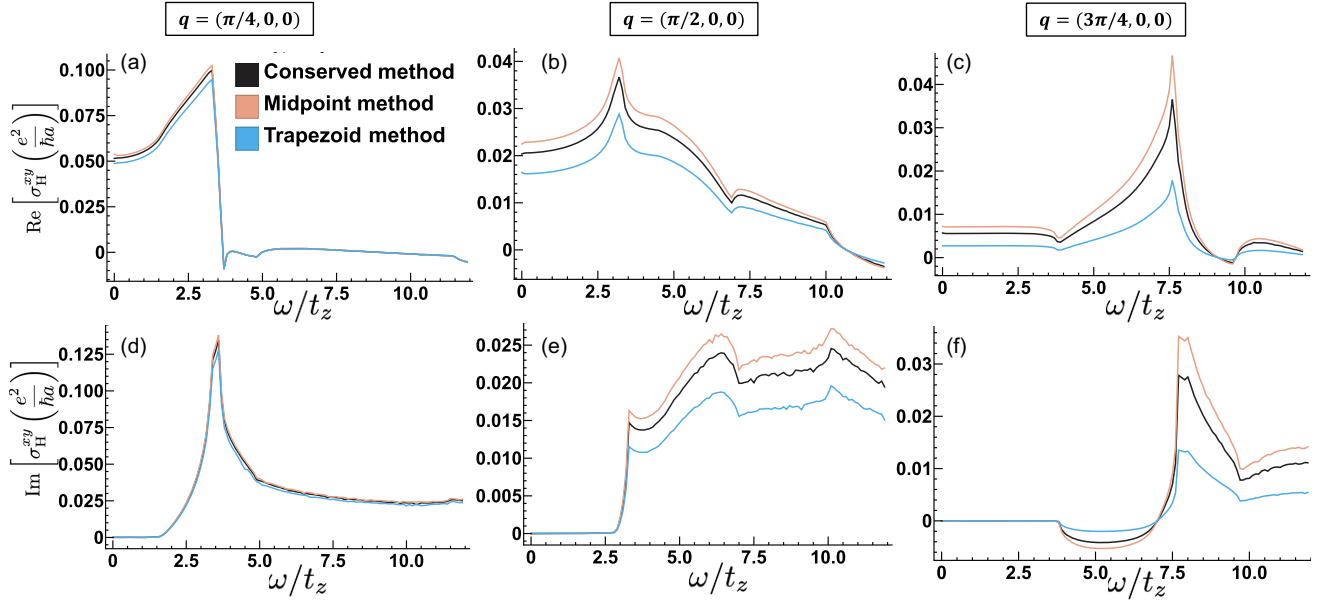 q = (π/4, 0, 0)
q = (π/2, 0, 0)
q = (3π/4, 0, 0)
(a)
Conserved method
Midpoint method
Trapezoid method
Re [σ_H^{xy} (e²/ħa)]
0.100
0.075
0.050
0.025
0
0 2.5 5.0 7.5 10.0
ω/t_z
(b)
0.04
0.03
0.02
0.01
0
0 2.5 5.0 7.5 10.0
ω/t_z
(c)
0.04
0.03
0.02
0.01
0
0 2.5 5.0 7.5 10.0
ω/t_z
(d)
Im [σ_H^{xy} (e²/ħa)]
0.125
0.100
0.075
0.050
0.025
0
0 2.5 5.0 7.5 10.0
ω/t_z
(e)
0.025
0.020
0.015
0.010
0.005
0
0 2.5 5.0 7.5 10.0
ω/t_z
(f)
0.03
0.02
0.01
0
0 2.5 5.0 7.5 10.0
ω/t_z